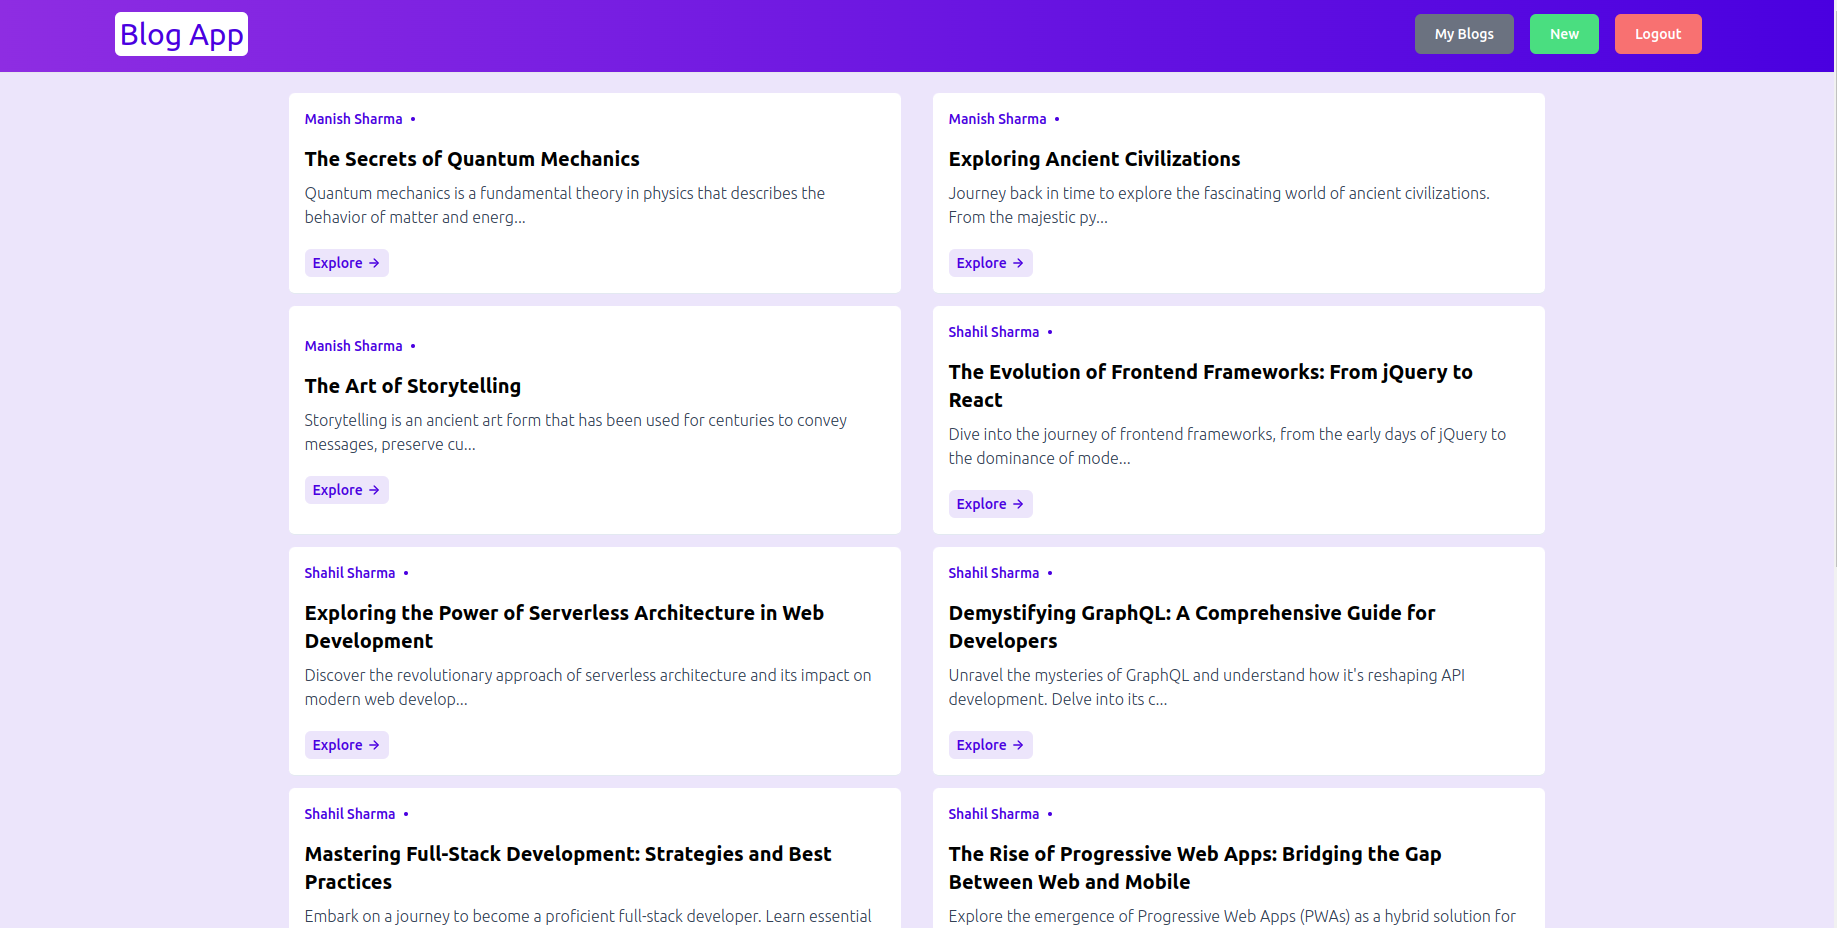 Blog App
My Blogs
New
Logout
Manish Sharma •
The Secrets of Quantum Mechanics
Quantum mechanics is a fundamental theory in physics that describes the
behavior of matter and energ...
Explore →
Manish Sharma •
Exploring Ancient Civilizations
Journey back in time to explore the fascinating world of ancient civilizations.
From the majestic py...
Explore →
Manish Sharma •
The Art of Storytelling
Storytelling is an ancient art form that has been used for centuries to convey
messages, preserve cu...
Explore →
Shahil Sharma •
The Evolution of Frontend Frameworks: From jQuery to
React
Dive into the journey of frontend frameworks, from the early days of jQuery to
the dominance of mode...
Explore →
Shahil Sharma •
Exploring the Power of Serverless Architecture in Web
Development
Discover the revolutionary approach of serverless architecture and its impact on
modern web develop...
Explore →
Shahil Sharma •
Demystifying GraphQL: A Comprehensive Guide for
Developers
Unravel the mysteries of GraphQL and understand how it's reshaping API
development. Delve into its c...
Explore →
Shahil Sharma •
Mastering Full-Stack Development: Strategies and Best
Practices
Embark on a journey to become a proficient full-stack developer. Learn essential
Shahil Sharma •
The Rise of Progressive Web Apps: Bridging the Gap
Between Web and Mobile
Explore the emergence of Progressive Web Apps (PWAs) as a hybrid solution for